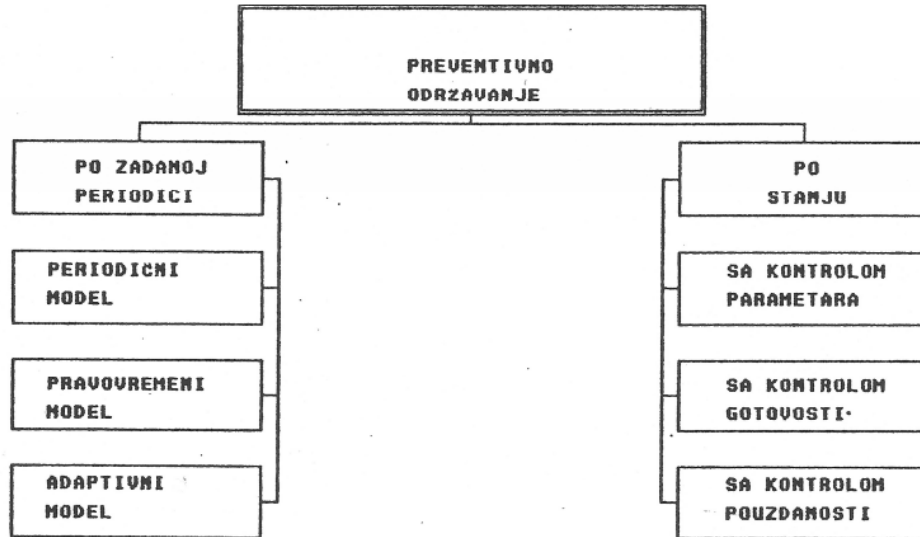 PREVENTIVNO
ODRZAVANJE
PO ZADANOJ
PERIODICI
PO
STANJU
PERIODIČNI
MODEL
SA KONTROLOM
PARAMETARA
PRAVOVREMENI
MODEL
SA KONTROLOM
GOTOVOSTI
ADAPTIVNI
MODEL
SA KONTROLOM
POUZDANOSTI